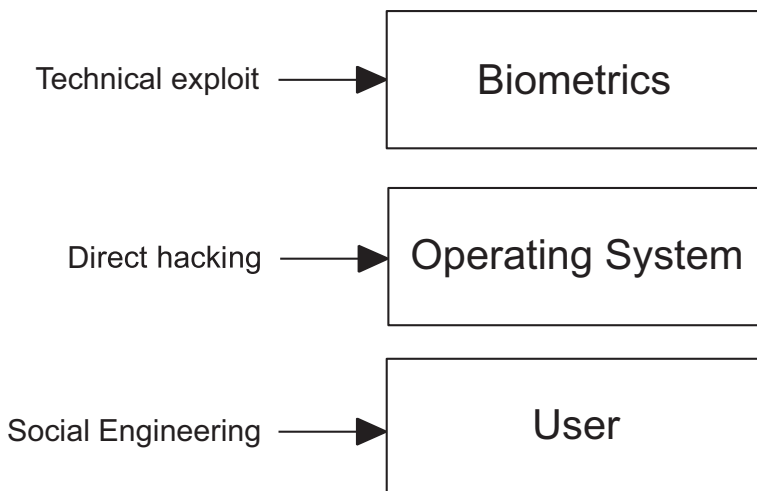 Technical exploit
Biometrics
Direct hacking
Operating System
Social Engineering
User